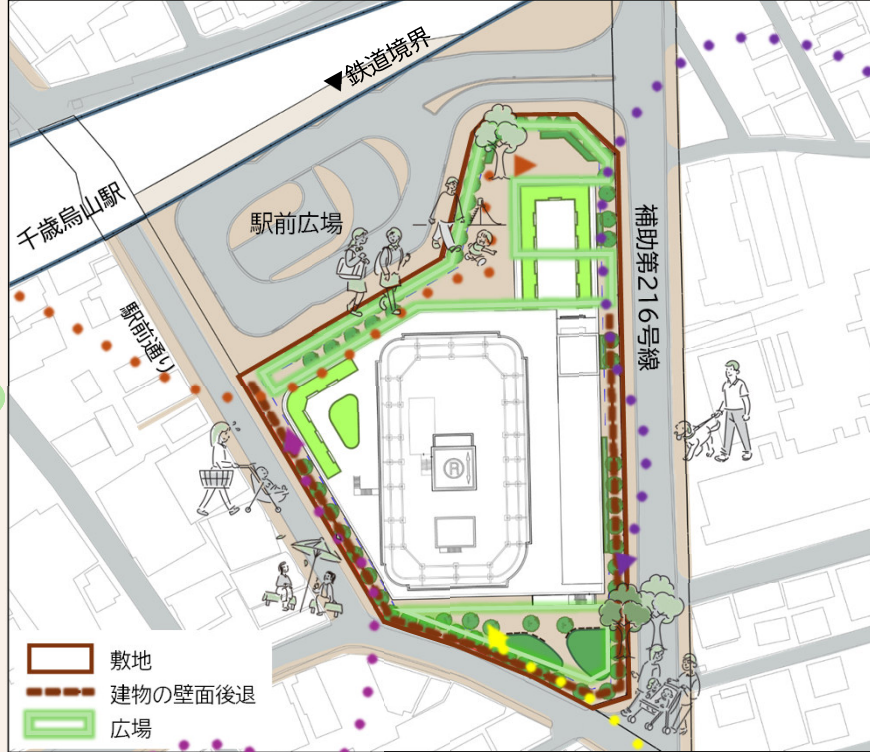 ▼鉄道境界
千歳烏山駅
駅前広場
補助第216号線
駅前通り
R
敷地
建物の壁面後退
広場